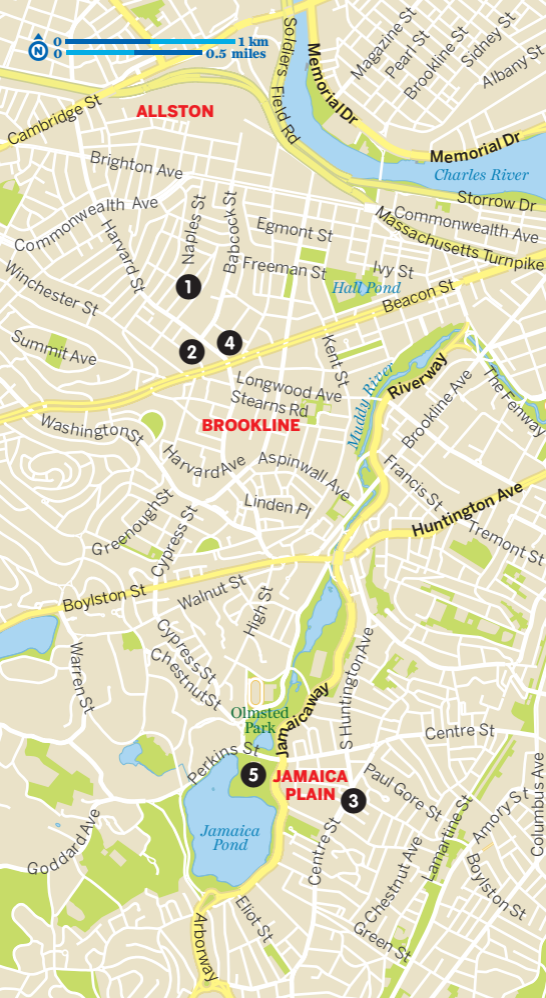 Magazine St
Pearl St
Brookline St
Sidney St
Albany St
N
0
1 km
0
0.5 miles
Soldiers Field Rd
Memorial Dr
Cambridge St
ALLSTON
Memorial Dr
Charles River
Brighton Ave
Storrow Dr
Commonwealth Ave
Harvard St
Naples St
Babcock St
Egmont St
Commonwealth Ave
Massachusetts Turnpike
Freeman St
Ivy St
Hall Pond
Winchester St
1
Beacon St
Summit Ave
2
4
Kent St
Muddy River
Riverway
Longwood Ave
Stearns Rd
Brookline Ave
The Fenway
BROOKLINE
Washington St
Harvard Ave
Aspinwall Ave
Francis St
Huntington Ave
Tremont St
Greenough St
Cypress St
Linden Pl
Boylston St
Walnut St
High St
Cypress St
Chestnut St
Warren St
S Huntington Ave
Olmsted
Park
Jamaicaway
Centre St
Perkins St
5
JAMAICA
PLAIN
3
Paul Gore St
Columbus Ave
Amory St
Lamartine St
Jamaica
Pond
Goddard Ave
Centre St
Chestnut Ave
Boylston St
Eliot St
Green St
Arborway